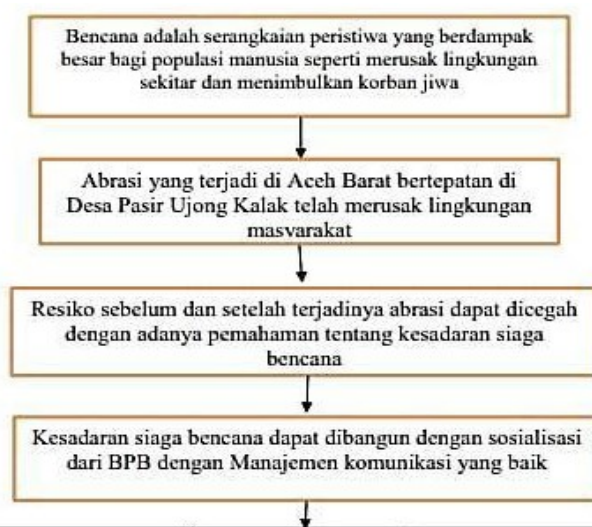 Bencana adalah serangkaian peristiwa yang berdampak
besar bagi populasi manusia seperti merusak lingkungan
sekitar dan menimbulkan korban jiwa
Abrasi yang terjadi di Aceh Barat bertepatan di
Desa Pasir Ujong Kalak telah merusak lingkungan
masyarakat
Resiko sebelum dan setelah terjadinya abrasi dapat dicegah
dengan adanya pemahaman tentang kesadaran siaga
bencana
Kesadaran siaga bencana dapat dibangun dengan sosialisasi
dari BPB dengan Manajemen komunikasi yang baik